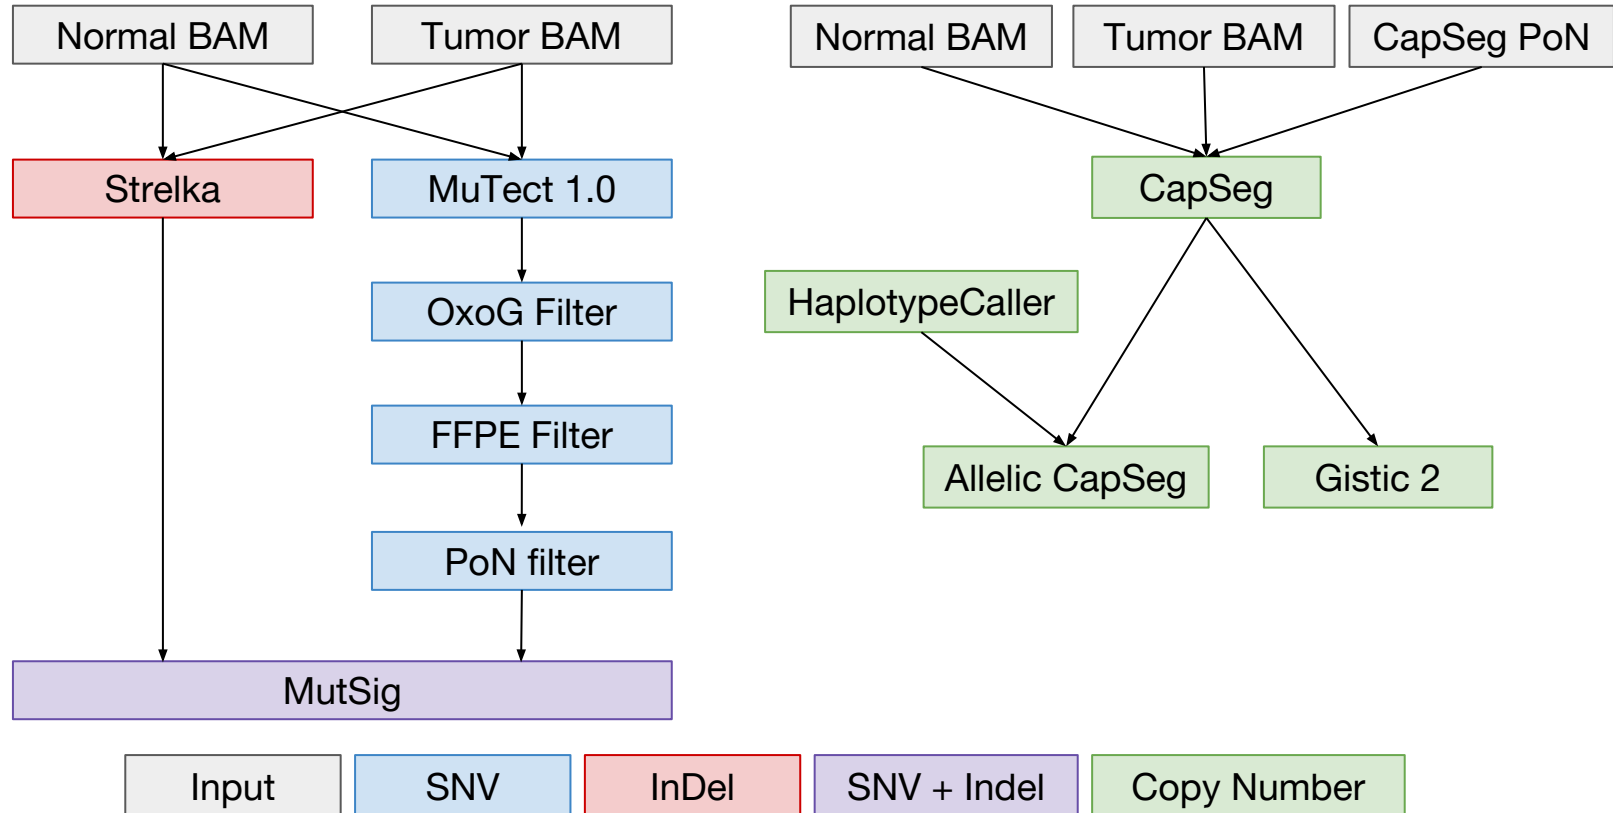 Normal BAM
Tumor BAM
Normal BAM
Tumor BAM
CapSeg PoN
Strelka
MuTect 1.0
CapSeg
OxoG Filter
HaplotypeCaller
FFPE Filter
Allelic CapSeg
Gistic 2
PoN filter
MutSig
Input
SNV
InDel
SNV + Indel
Copy Number